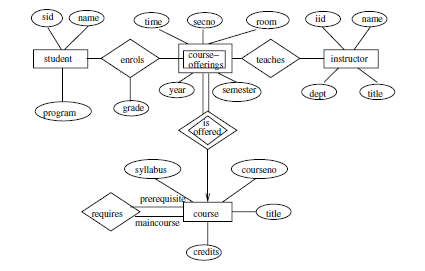 sid
name
time
secno
room
iid
name
student
enrols
course-
offerings
teaches
instructor
year
semester
program
grade
dept
title
is
offered
syllabus
courseno
prerequisite
requires
course
title
maincourse
credits